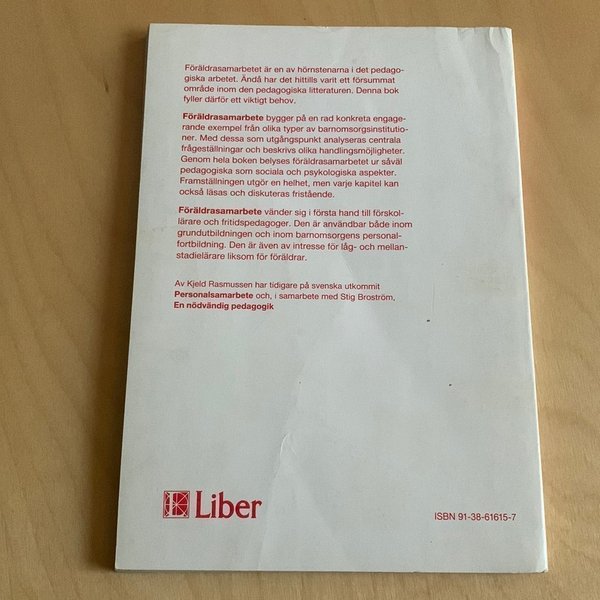 Föräldrasamarbetet är en av hörnstenarna i det pedago-
giska arbetet. Ändå har det hittills varit ett försummat
område inom den pedagogiska litteraturen. Denna bok
fyller därför ett viktigt behov.
Föräldrasamarbete bygger på en rad konkreta engage-
rande exempel från olika typer av barnomsorgsinstitutio-
ner. Med dessa som utgångspunkt analyseras centrala
frågeställningar och beskrivs olika handlingsmöjligheter.
Genom hela boken belyses föräldrasamarbetet ur såväl
pedagogiska som sociala och psykologiska aspekter.
Framställningen utgör en helhet, men varje kapitel kan
också läsas och diskuteras fristående.
Föräldrasamarbete vänder sig i första hand till förskol-
lärare och fritidspedagoger. Den är användbar både inom
grundutbildningen och inom barnomsorgens personal-
fortbildning. Den är även av intresse för låg- och mellan-
stadielärare liksom för föräldrar.
Av Kjeld Rasmussen har tidigare på svenska utkommit
Personalsamarbete och, i samarbete med Stig Broström,
En nödvändig pedagogik
Liber
ISBN 91-38-61615-7